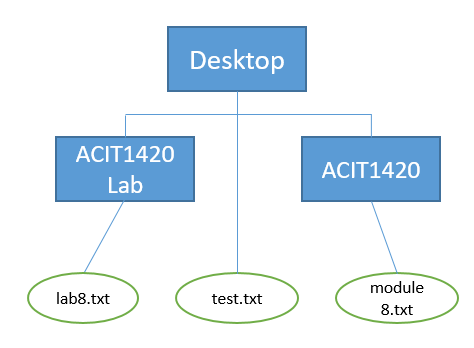 Desktop
ACIT1420
Lab
ACIT1420
lab8.txt
test.txt
module
8.txt